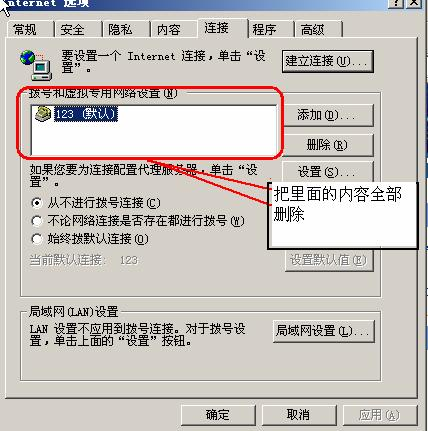 Internet 选项
常规 安全 隐私 内容 连接 程序 高级
要设置一个 Internet 连接，单击“设
置”。
建立连接(U)...
拨号和虚拟专用网络设置(N)
123 (默认)
添加(D)...
删除(R)
如果您要为连接配置代理服务器，单击“设
置”。
设置(S)...
把里面的内容全部
删除
从不进行拨号连接(C)
不论网络连接是否存在都进行拨号(W)
始终拨默认连接(O)
当前默认连接: 123
设置默认值(E)
局域网(LAN)设置
LAN 设置不应用到拨号连接。对于拨号设
置，单击上面的“设置”按钮。
局域网设置(L)...
确定 取消 应用(A)